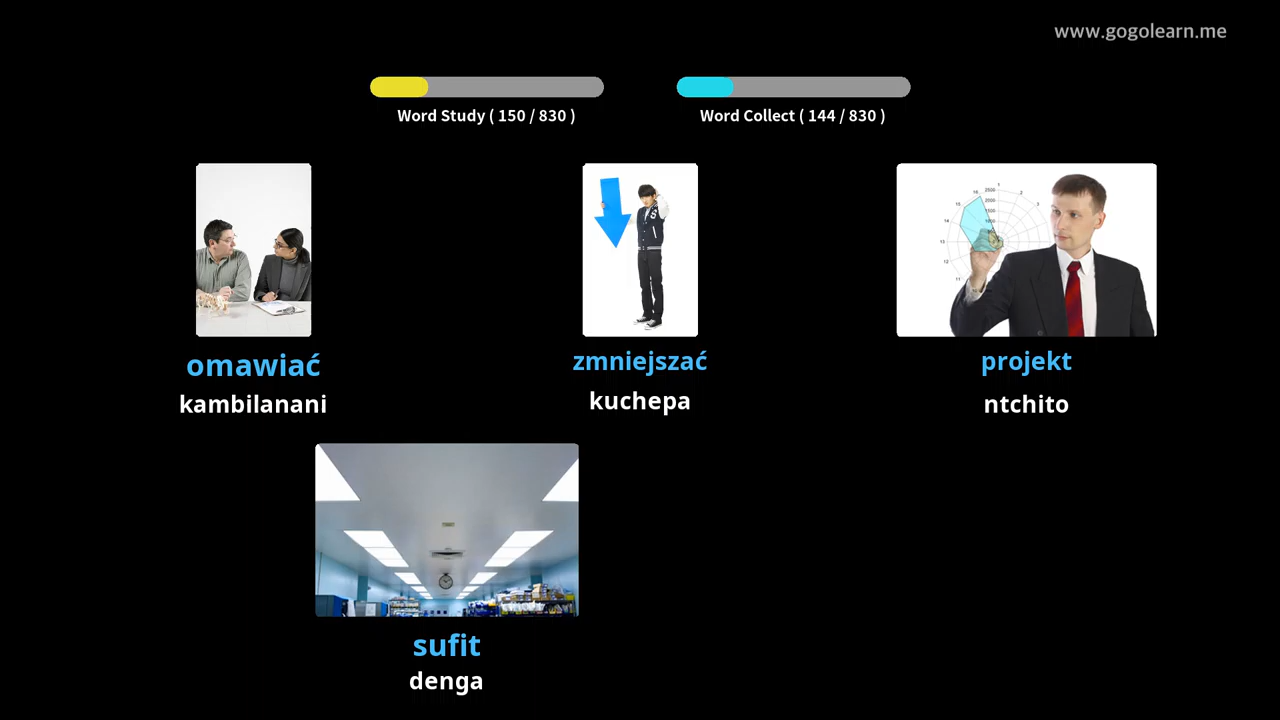 www.gogolearn.me
Word Study ( 150 / 830 )
Word Collect ( 144 / 830 )
omawiać
kambilanani
zmniejszać
kuchepa
projekt
ntchito
sufit
denga